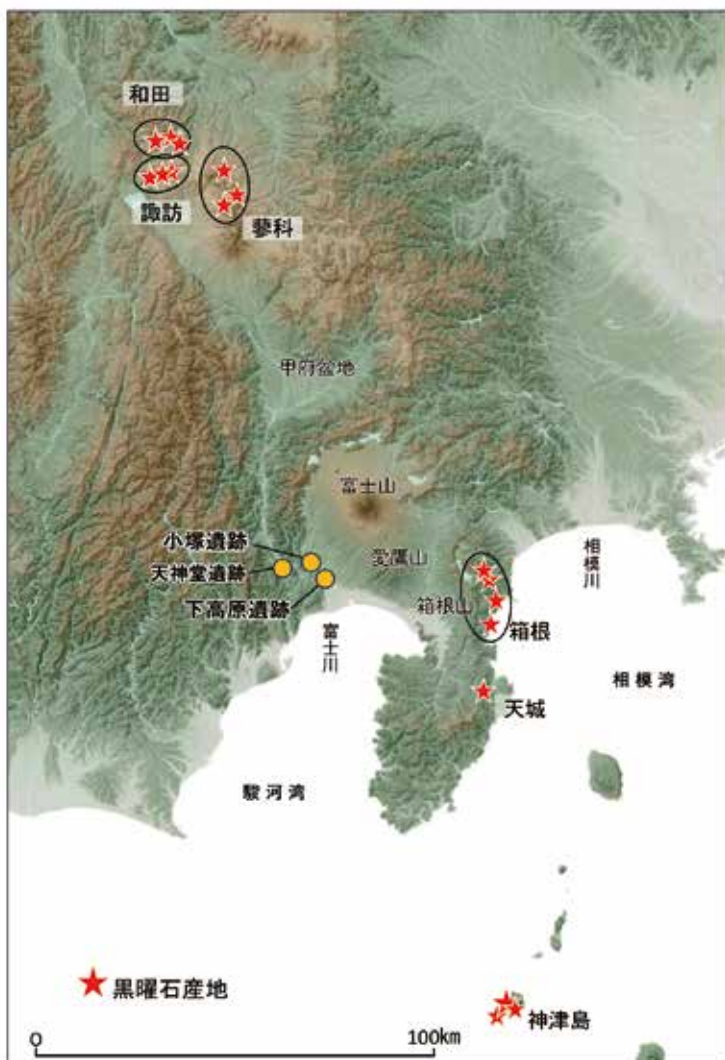 和田
諏訪
蓼科
甲府盆地
富士山
小塚遺跡
天神堂遺跡
愛鷹山
下高原遺跡
富士川
箱根山
箱根
相模川
相模湾
天城
駿河湾
黒曜石産地
神津島
0 100km